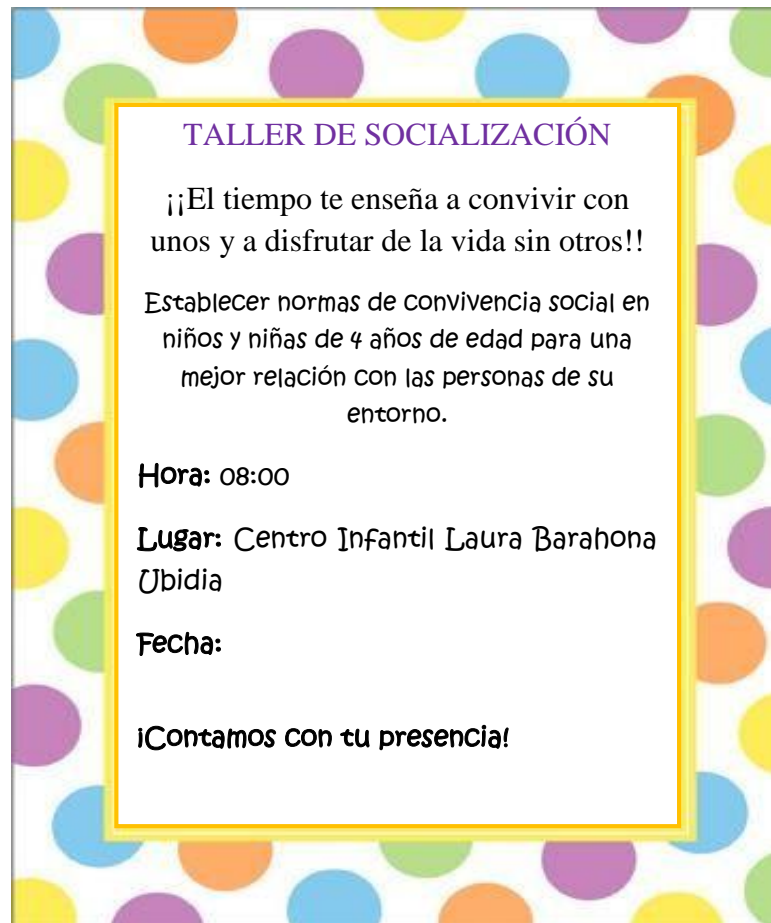 TALLER DE SOCIALIZACIÓN
¡¡El tiempo te enseña a convivir con
unos y a disfrutar de la vida sin otros!!
Establecer normas de convivencia social en
niños y niñas de 4 años de edad para una
mejor relación con las personas de su
entorno.
Hora: 08:00
Lugar: Centro Infantil Laura Barahona
Ubidia
Fecha:
¡Contamos con tu presencia!